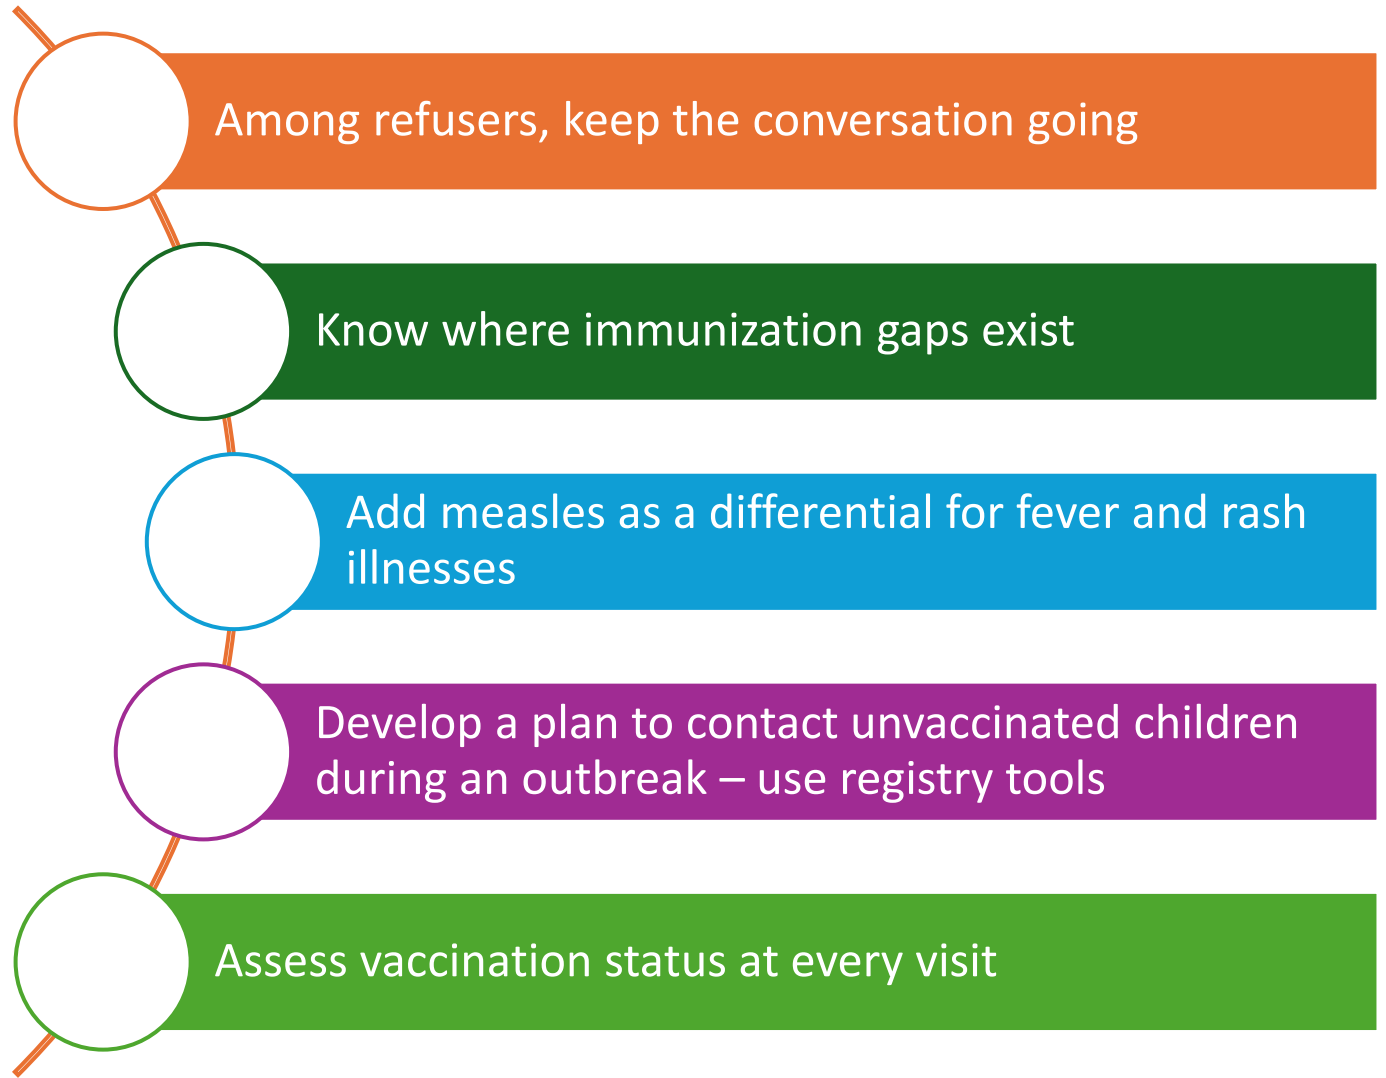 Among refusers, keep the conversation going
Know where immunization gaps exist
Add measles as a differential for fever and rash
illnesses
Develop a plan to contact unvaccinated children
during an outbreak – use registry tools
Assess vaccination status at every visit